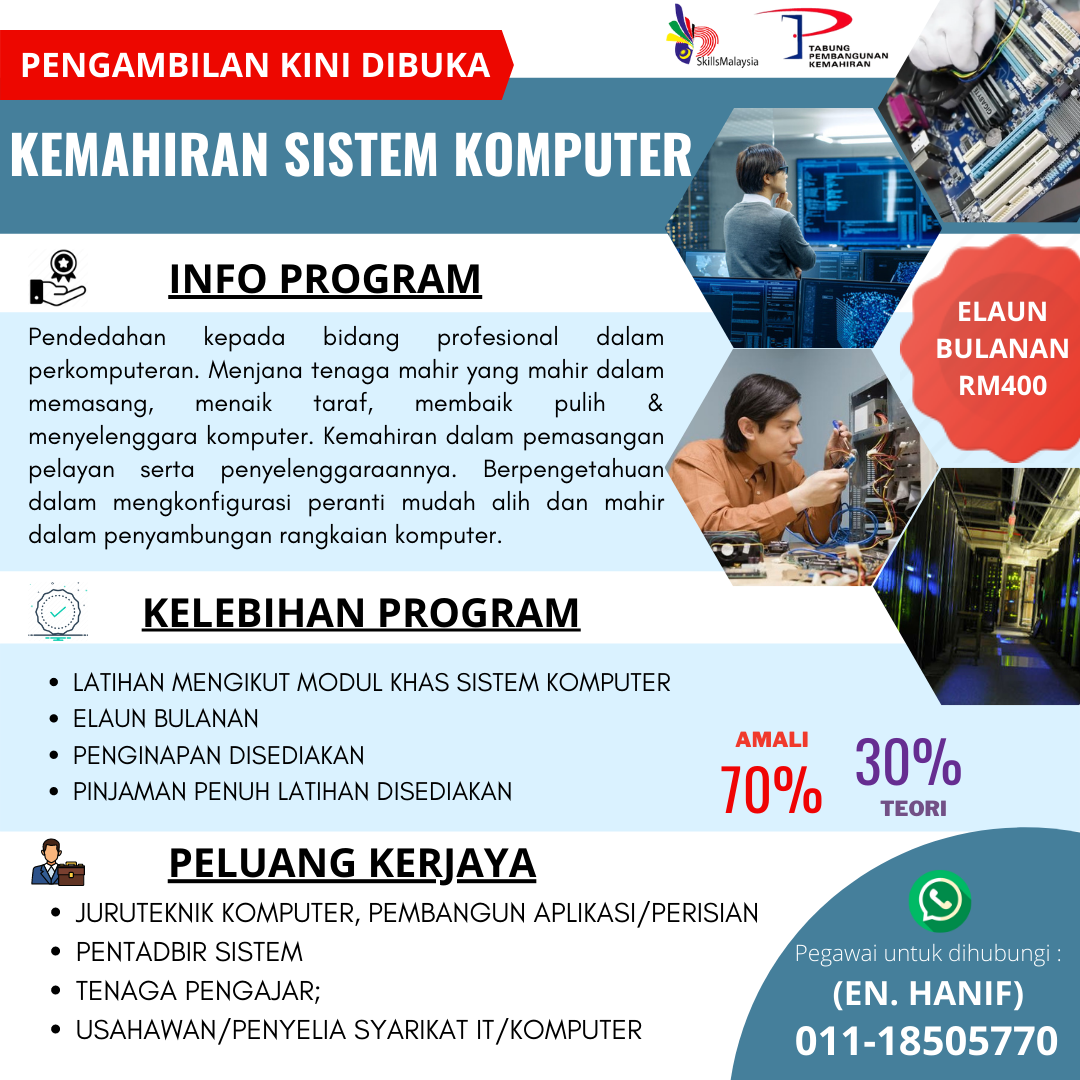 PENGAMBILAN KINI DIBUKA
SkillsMalaysia
TABUNG
PEMBANGUNAN
KEMAHIRAN
KEMAHIRAN SISTEM KOMPUTER
GIGABYTE
INFO PROGRAM
Pendedahan kepada bidang profesional dalam
perkomputeran. Menjana tenaga mahir yang mahir dalam
memasang, menaik taraf, membaik pulih &
menyelenggara komputer. Kemahiran dalam pemasangan
pelayan serta penyelenggaraannya. Berpengetahuan
dalam mengkonfigurasi peranti mudah alih dan mahir
dalam penyambungan rangkaian komputer.
ELAUN
BULANAN
RM400
KELEBIHAN PROGRAM
• LATIHAN MENGIKUT MODUL KHAS SISTEM KOMPUTER
• ELAUN BULANAN
• PENGINAPAN DISEDIAKAN
• PINJAMAN PENUH LATIHAN DISEDIAKAN
AMALI
70%
30%
TEORI
PELUANG KERJAYA
• JURUTEKNIK KOMPUTER, PEMBANGUN APLIKASI/PERISIAN
• PENTADBIR SISTEM
• TENAGA PENGAJAR;
• USAHAWAN/PENYELIA SYARIKAT IT/KOMPUTER
Pegawai untuk dihubungi :
(EN. HANIF)
011-18505770